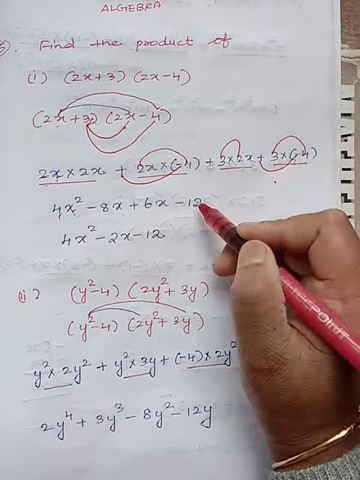 ALGEBRA
Find the product of
(i) (2x+3) (2x-4)
(2x+3) (2x-4)
2x × 2x + 2x × (-4) + 3 × 2x + 3 × (-4)
4x² - 8x + 6x - 12
4x² - 2x - 12
(y²-4) (2y²+3y)
(y²-4) (2y²+3y)
y² × 2y² + y² × 3y + (-4) × 2y²
2y⁴ + 3y³ - 8y² - 12y